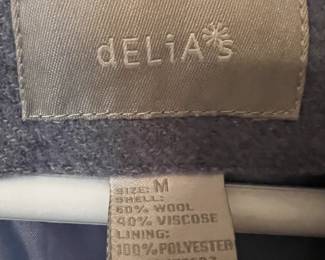 dELiA*s
SIZE: M
SHELL:
60% WOOL
40% VISCOSE
LINING:
100% POLYESTER